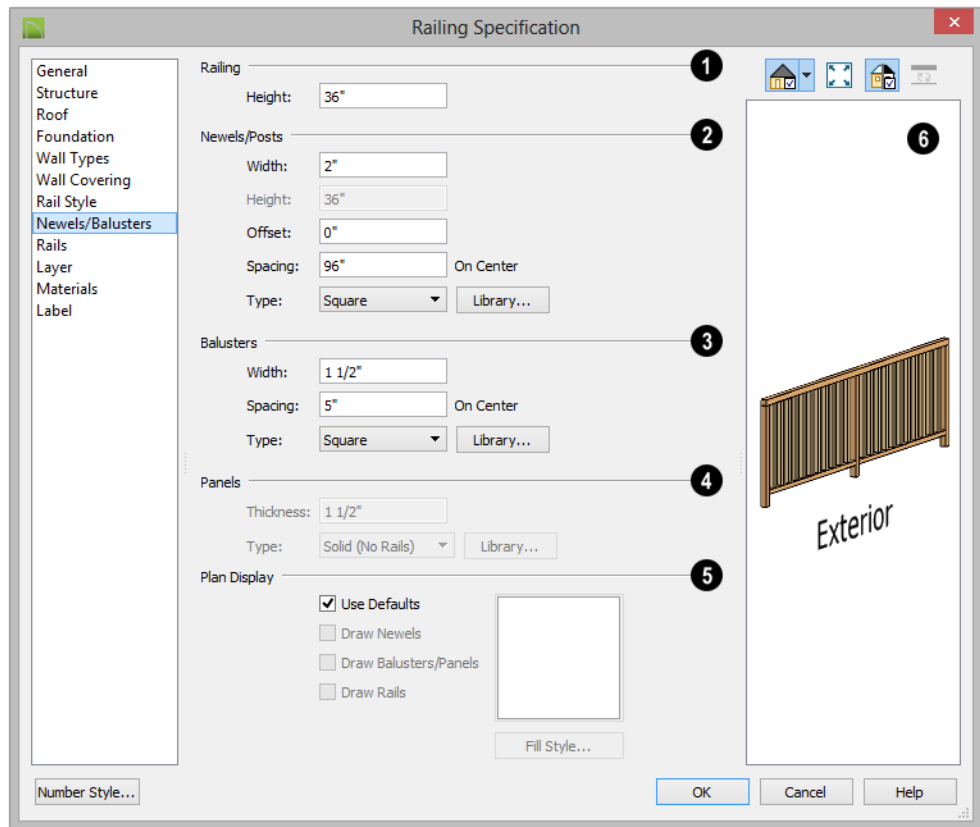 Railing Specification
×
General
Structure
Roof
Foundation
Wall Types
Wall Covering
Rail Style
Newels/Balusters
Rails
Layer
Materials
Label
Railing
1
Height: 36"
Newels/Posts
2
Width: 2"
Height: 36"
Offset: 0"
Spacing: 96" On Center
Type: Square Library...
Balusters
3
Width: 1 1/2"
Spacing: 5" On Center
Type: Square Library...
Panels
4
Thickness: 1 1/2"
Type: Solid (No Rails) Library...
Plan Display
5
Use Defaults
Draw Newels
Draw Balusters/Panels
Draw Rails
Fill Style...
6
Exterior
Number Style...
OK
Cancel
Help